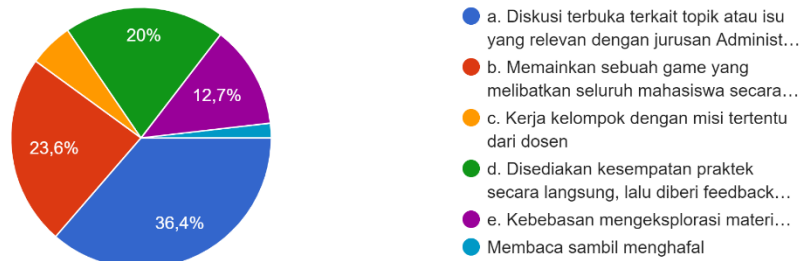 20%
12,7%
23,6%
36,4%
a. Diskusi terbuka terkait topik atau isu
yang relevan dengan jurusan Administ...
b. Memainkan sebuah game yang
melibatkan seluruh mahasiswa secara...
c. Kerja kelompok dengan misi tertentu
dari dosen
d. Disediakan kesempatan praktek
secara langsung, lalu diberi feedback...
e. Kebebasan mengeksplorasi materi...
Membaca sambil menghafal